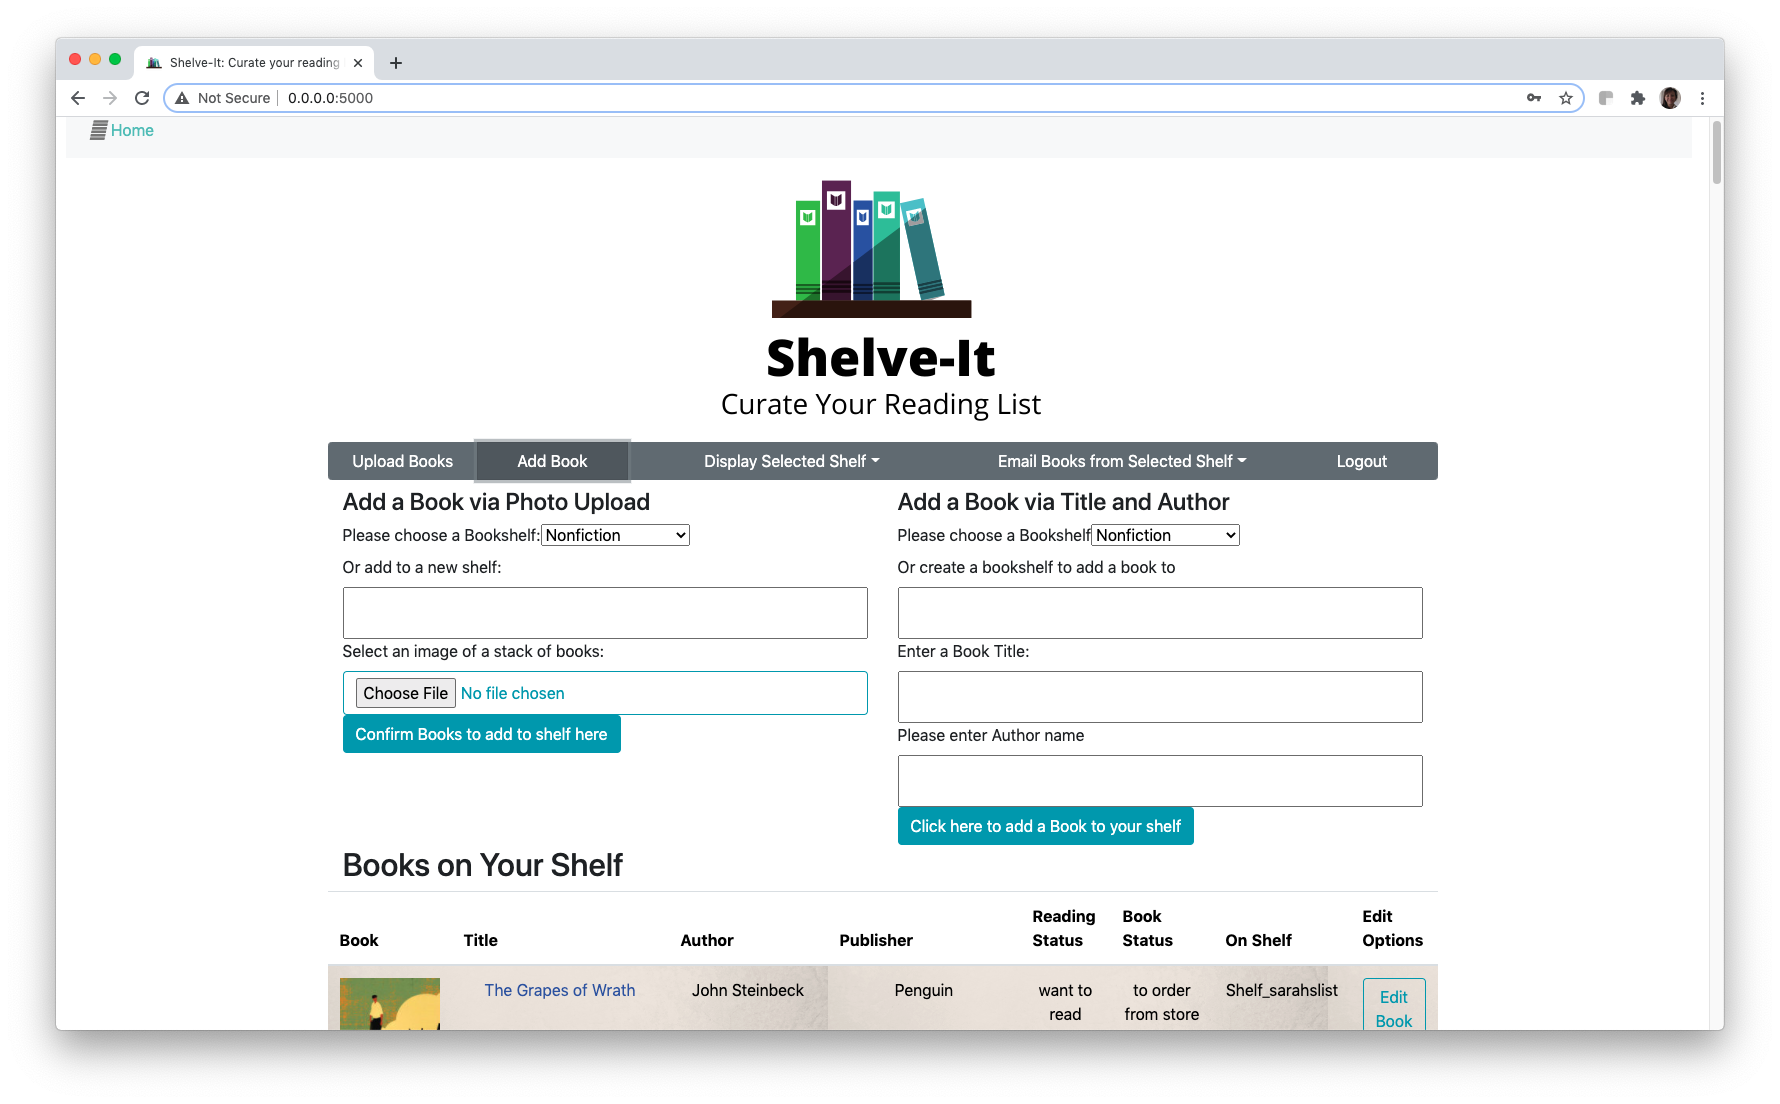 Shelve-It: Curate your reading
Not Secure
0.0.0.0:5000
Home
Shelve-It
Curate Your Reading List
Upload Books
Add Book
Display Selected Shelf
Email Books from Selected Shelf
Logout
Add a Book via Photo Upload
Please choose a Bookshelf: Nonfiction
Or add to a new shelf:
Select an image of a stack of books:
Choose File No file chosen
Confirm Books to add to shelf here
Add a Book via Title and Author
Please choose a Bookshelf Nonfiction
Or create a bookshelf to add a book to
Enter a Book Title:
Please enter Author name
Click here to add a Book to your shelf
Books on Your Shelf
Book
Title
Author
Publisher
Reading
Status
Book
Status
On Shelf
Edit
Options
The Grapes of Wrath
John Steinbeck
Penguin
want to
read
to order
from store
Shelf_sarahslist
Edit
Book